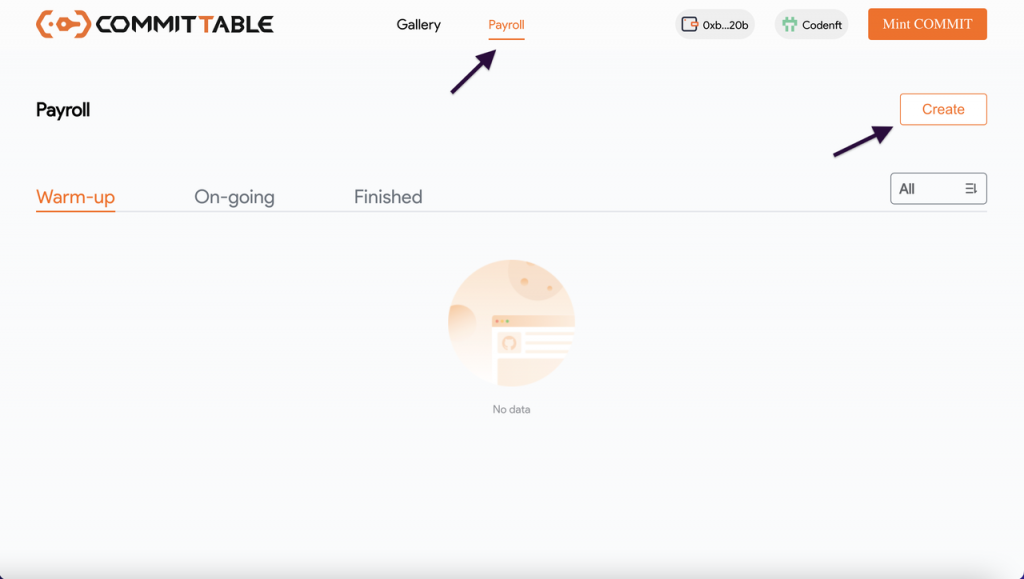 COMMITTABLE
Gallery
Payroll
0xb...20b
Codenft
Mint COMMIT
Payroll
Create
Warm-up
On-going
Finished
All
No data